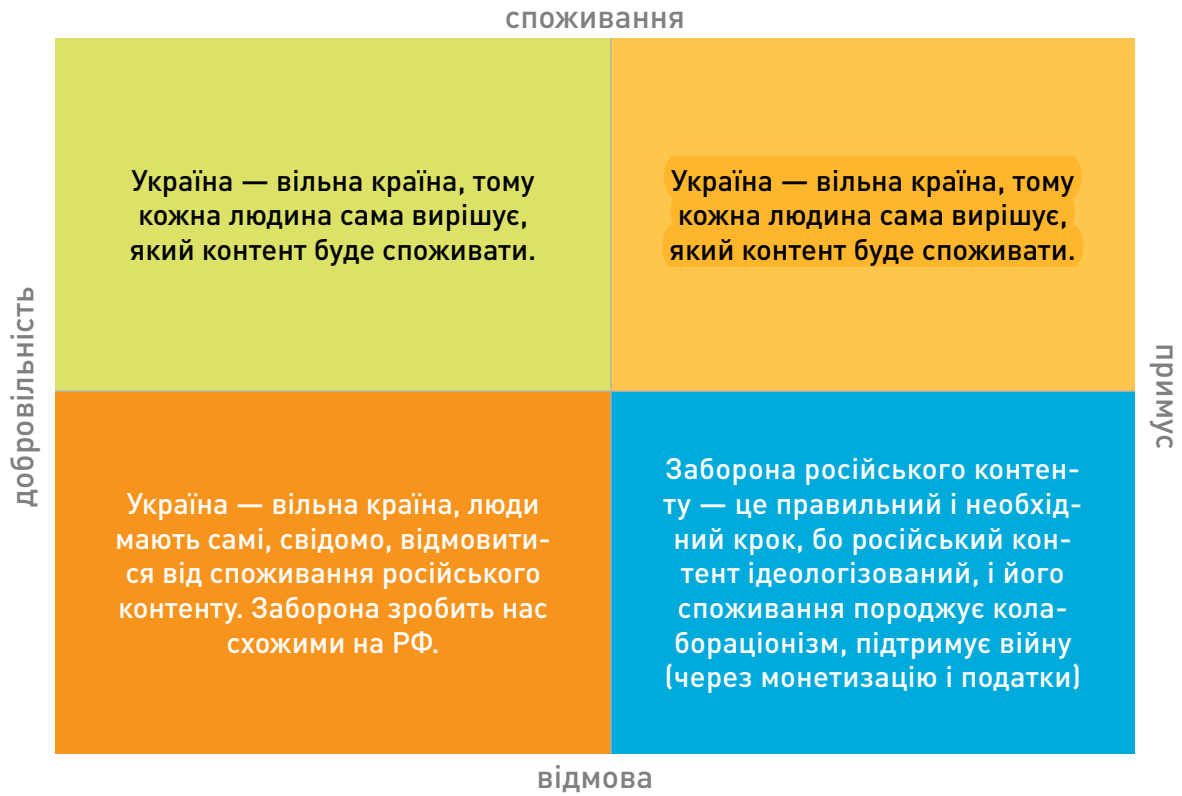 споживання
Україна — вільна країна, тому
кожна людина сама вирішує,
який контент буде споживати.
Україна — вільна країна, тому
кожна людина сама вирішує,
який контент буде споживати.
добровільність
примус
Україна — вільна країна, люди
мають самі, свідомо, відмовити-
ся від споживання російського
контенту. Заборона зробить нас
схожими на РФ.
Заборона російського контен-
ту — це правильний і необхід-
ний крок, бо російський кон-
тент ідеологізований, і його
споживання породжує кола-
бораціонізм, підтримує війну
(через монетизацію і податки)
відмова